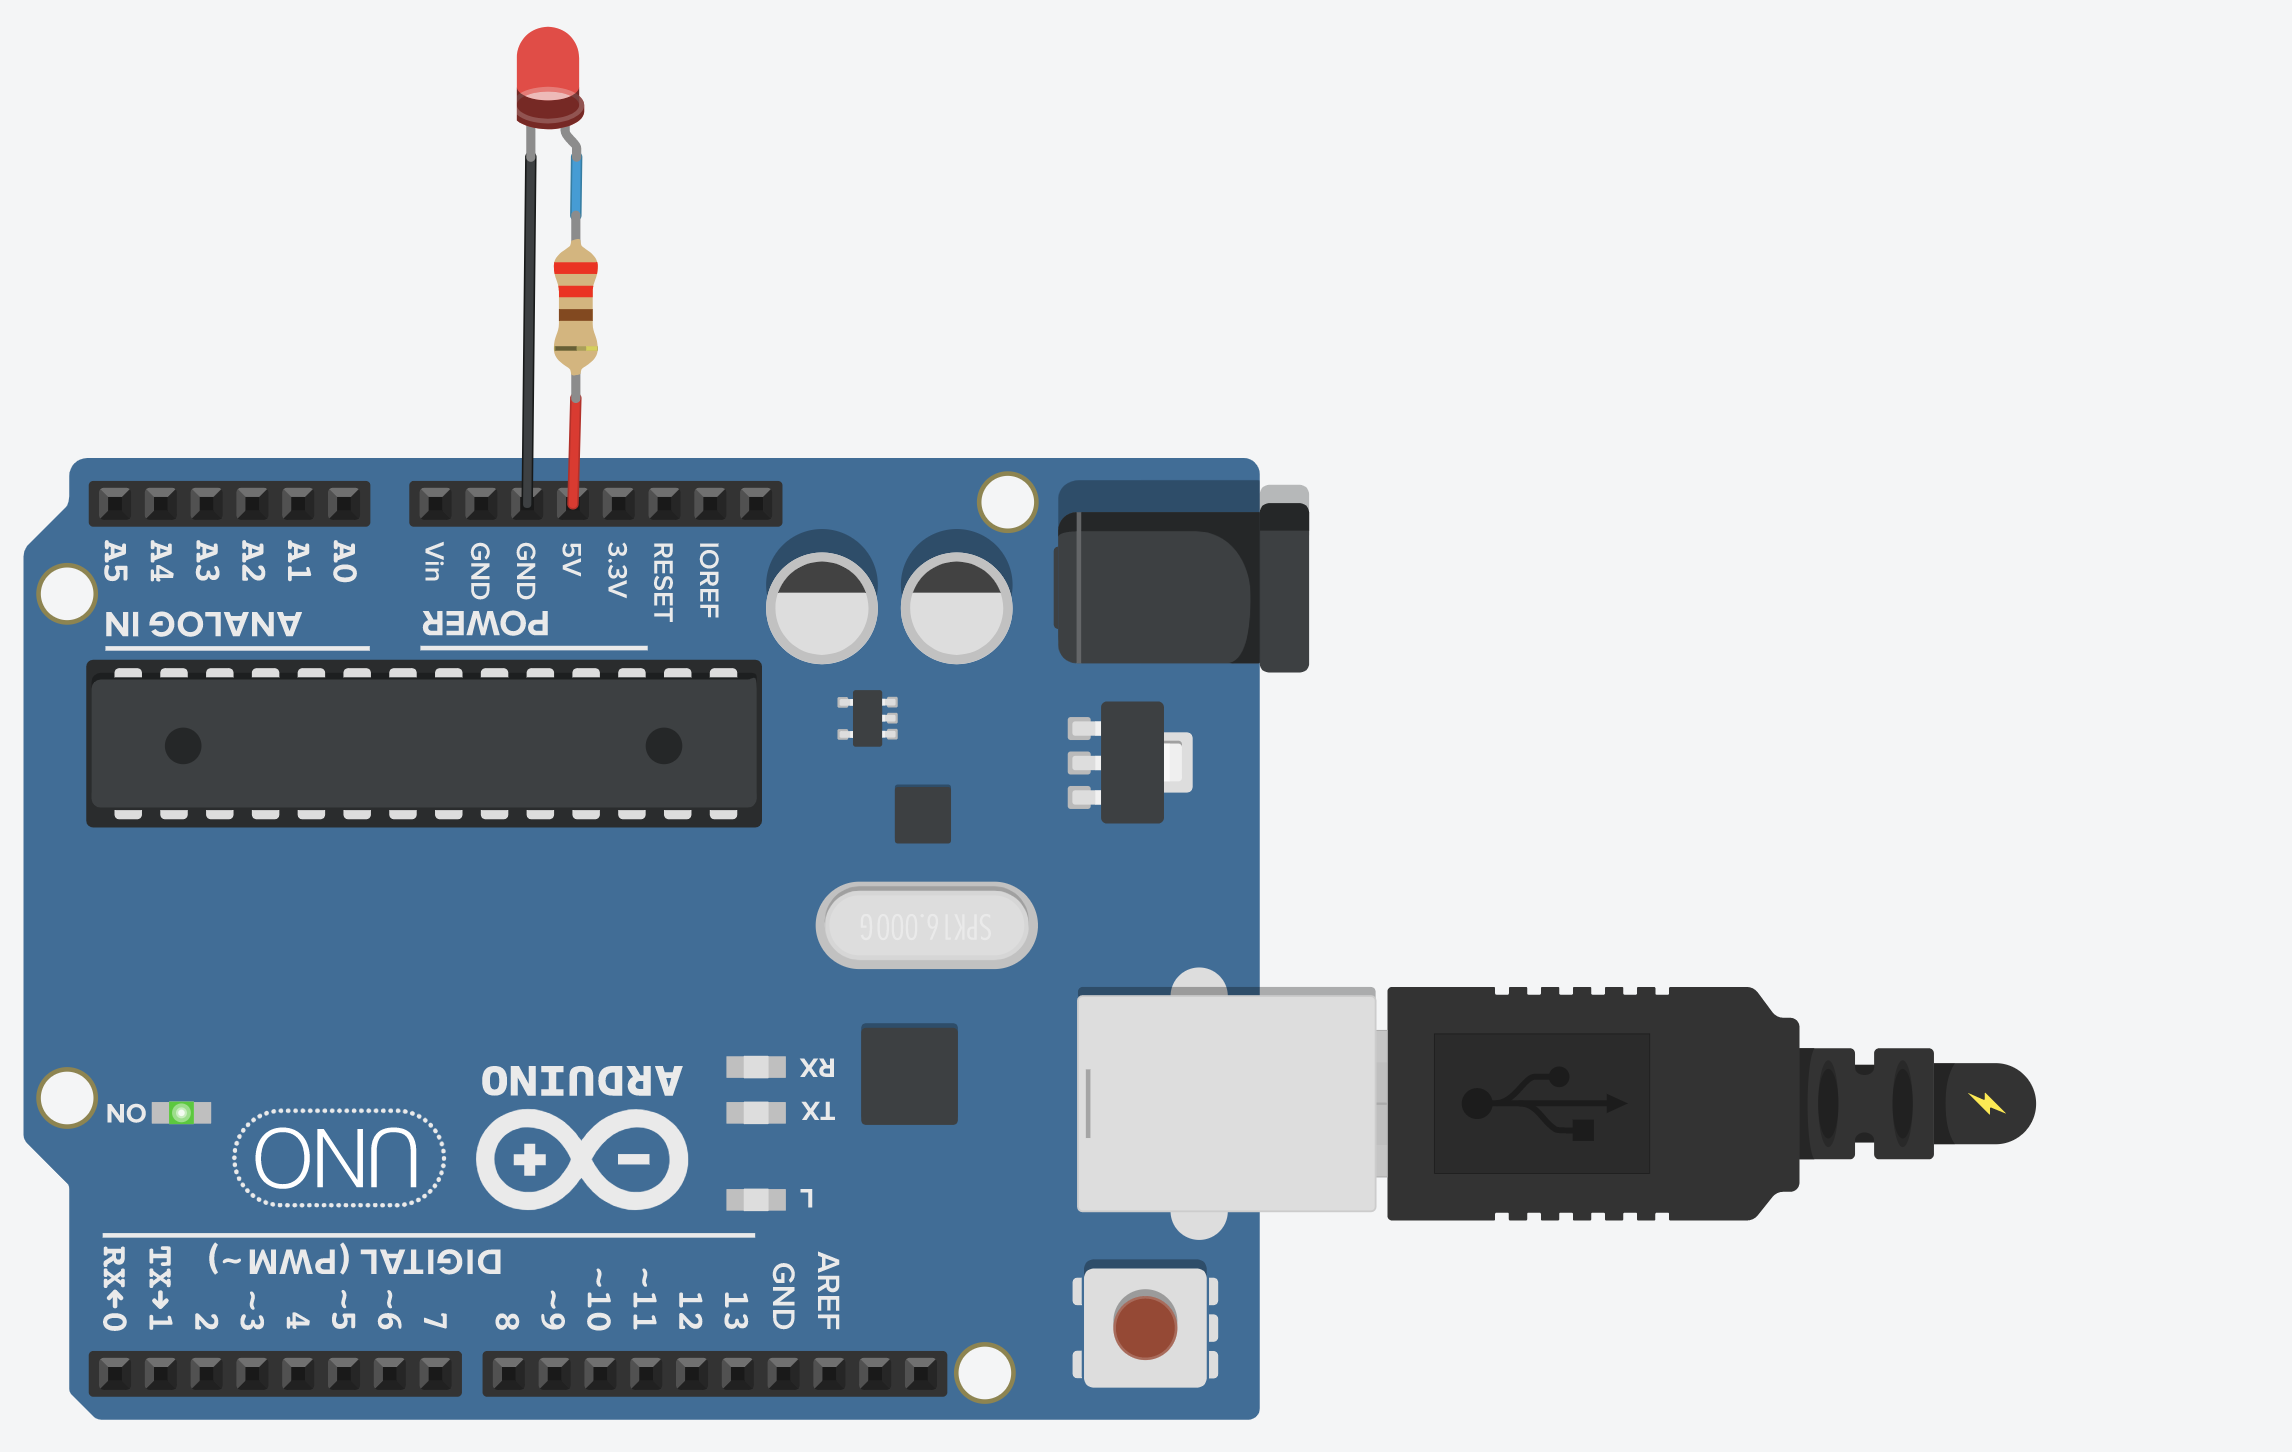 A5 A4 A3 A2 A1 A0
Vin GND GND 5V 3.3V RESET IOREF
ANALOG IN
POWER
SPK16.000G
RX
ARDUINO
TX
ON
UNO
L
DIGITAL (PWM ~)
RX←0 TX→1 2 ~3 4 ~5 ~6 7 8 ~9 ~10 ~11 12 13 GND AREF